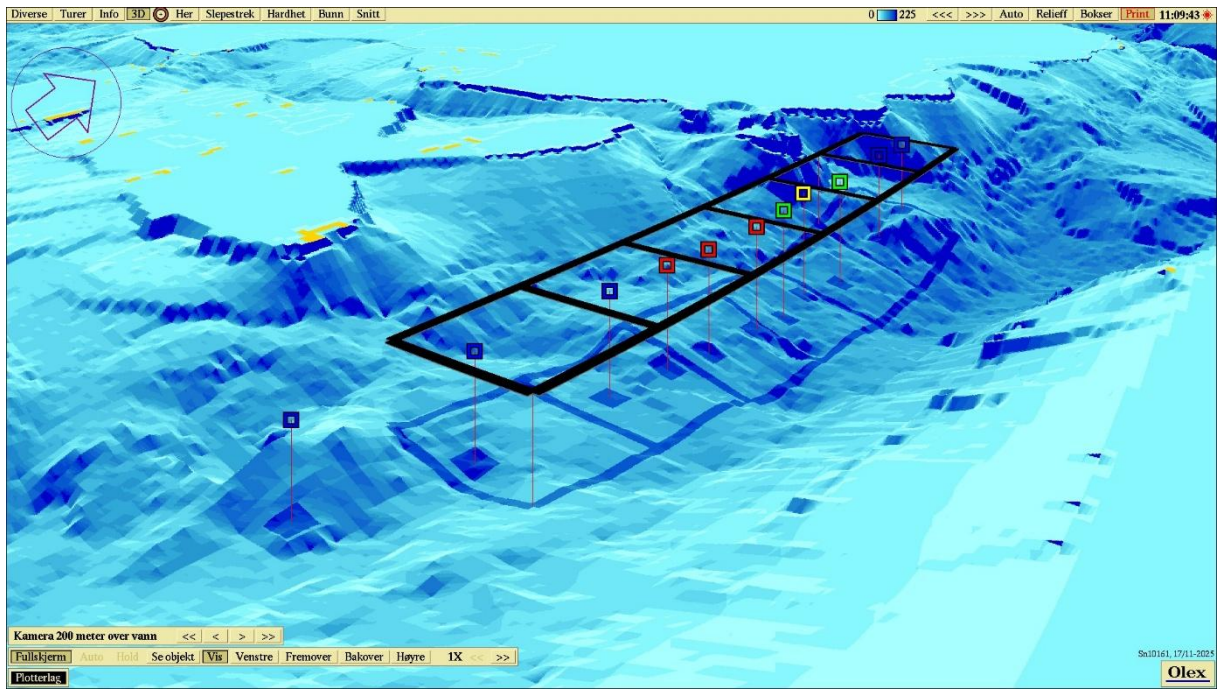 Diverse Turer Info 3D Her Slepestrek Hardhet Bunn Snitt 0 225 <<< >>> Auto Relieff Bokser Print 11:09:43
Kamera 200 meter over vann << < > >>
Fullskjerm Auto Hold Se objekt Vis Venstre Fremover Bakover Høyre 1X << >>
Sn10161, 17/11-2025
Plotterlag
Olex